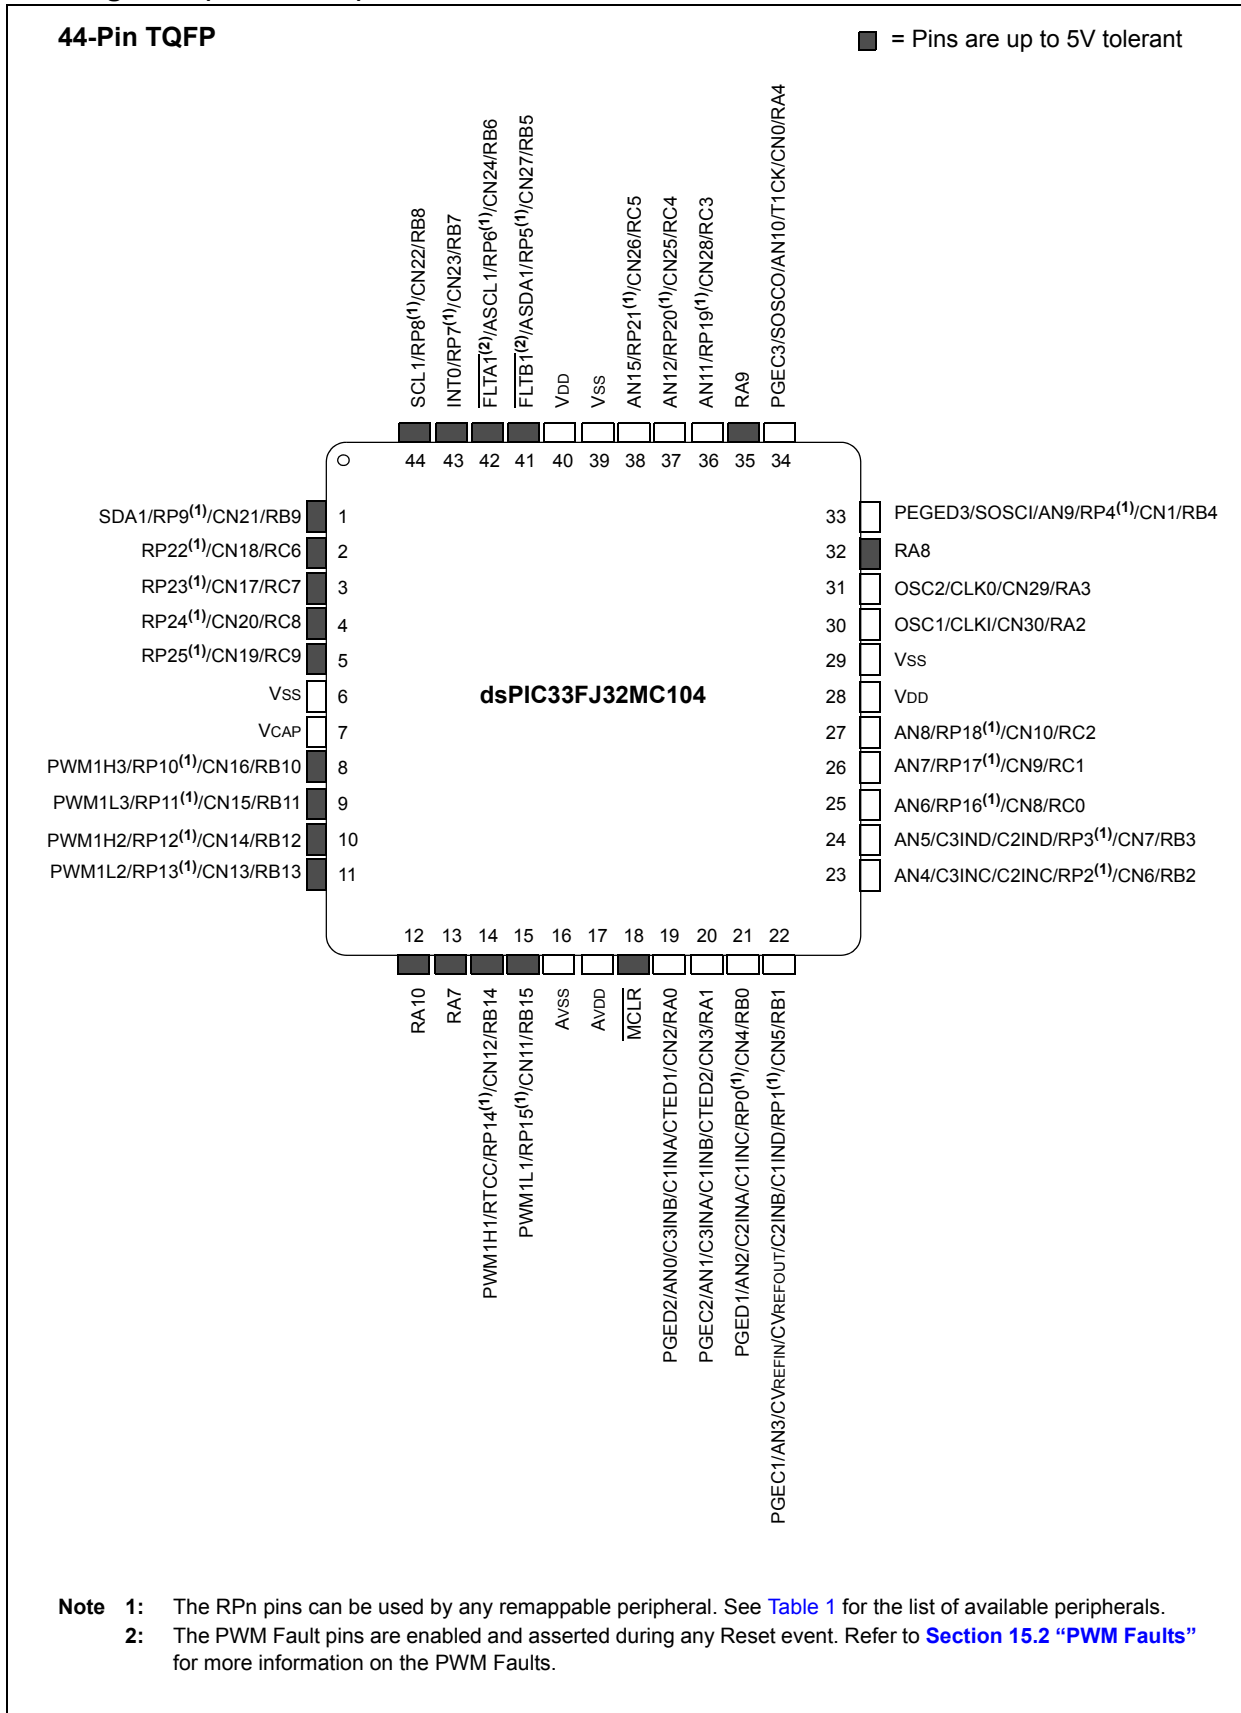 44-Pin TQFP
= Pins are up to 5V tolerant
SCL1/RP8(1)/CN22/RB8
INT0/RP7(1)/CN23/RB7
FLTA1(2)/ASCL1/RP6(1)/CN24/RB6
FLTB1(2)/ASDA1/RP5(1)/CN27/RB5
VDD
VSS
AN15/RP21(1)/CN26/RC5
AN12/RP20(1)/CN25/RC4
AN11/RP19(1)/CN28/RC3
RA9
PGEC3/SOSCO/AN10/T1CK/CN0/RA4
44 43 42 41 40 39 38 37 36 35 34
SDA1/RP9(1)/CN21/RB9 1
RP22(1)/CN18/RC6 2
RP23(1)/CN17/RC7 3
RP24(1)/CN20/RC8 4
RP25(1)/CN19/RC9 5
VSS 6
VCAP 7
PWM1H3/RP10(1)/CN16/RB10 8
PWM1L3/RP11(1)/CN15/RB11 9
PWM1H2/RP12(1)/CN14/RB12 10
PWM1L2/RP13(1)/CN13/RB13 11
dsPIC33FJ32MC104
33 PEGED3/SOSCI/AN9/RP4(1)/CN1/RB4
32 RA8
31 OSC2/CLK0/CN29/RA3
30 OSC1/CLKI/CN30/RA2
29 VSS
28 VDD
27 AN8/RP18(1)/CN10/RC2
26 AN7/RP17(1)/CN9/RC1
25 AN6/RP16(1)/CN8/RC0
24 AN5/C3IND/C2IND/RP3(1)/CN7/RB3
23 AN4/C3INC/C2INC/RP2(1)/CN6/RB2
12 13 14 15 16 17 18 19 20 21 22
RA10
RA7
PWM1H1/RTCC/RP14(1)/CN12/RB14
PWM1L1/RP15(1)/CN11/RB15
AVSS
AVDD
MCLR
PGED2/AN0/C3INB/C1INA/CTED1/CN2/RA0
PGEC2/AN1/C3INA/C1INB/CTED2/CN3/RA1
PGED1/AN2/C2INA/C1INC/RP0(1)/CN4/RB0
PGEC1/AN3/CVREFIN/CVREFOUT/C2INB/C1IND/RP1(1)/CN5/RB1
Note 1: The RPn pins can be used by any remappable peripheral. See Table 1 for the list of available peripherals.
2: The PWM Fault pins are enabled and asserted during any Reset event. Refer to Section 15.2 “PWM Faults”
for more information on the PWM Faults.